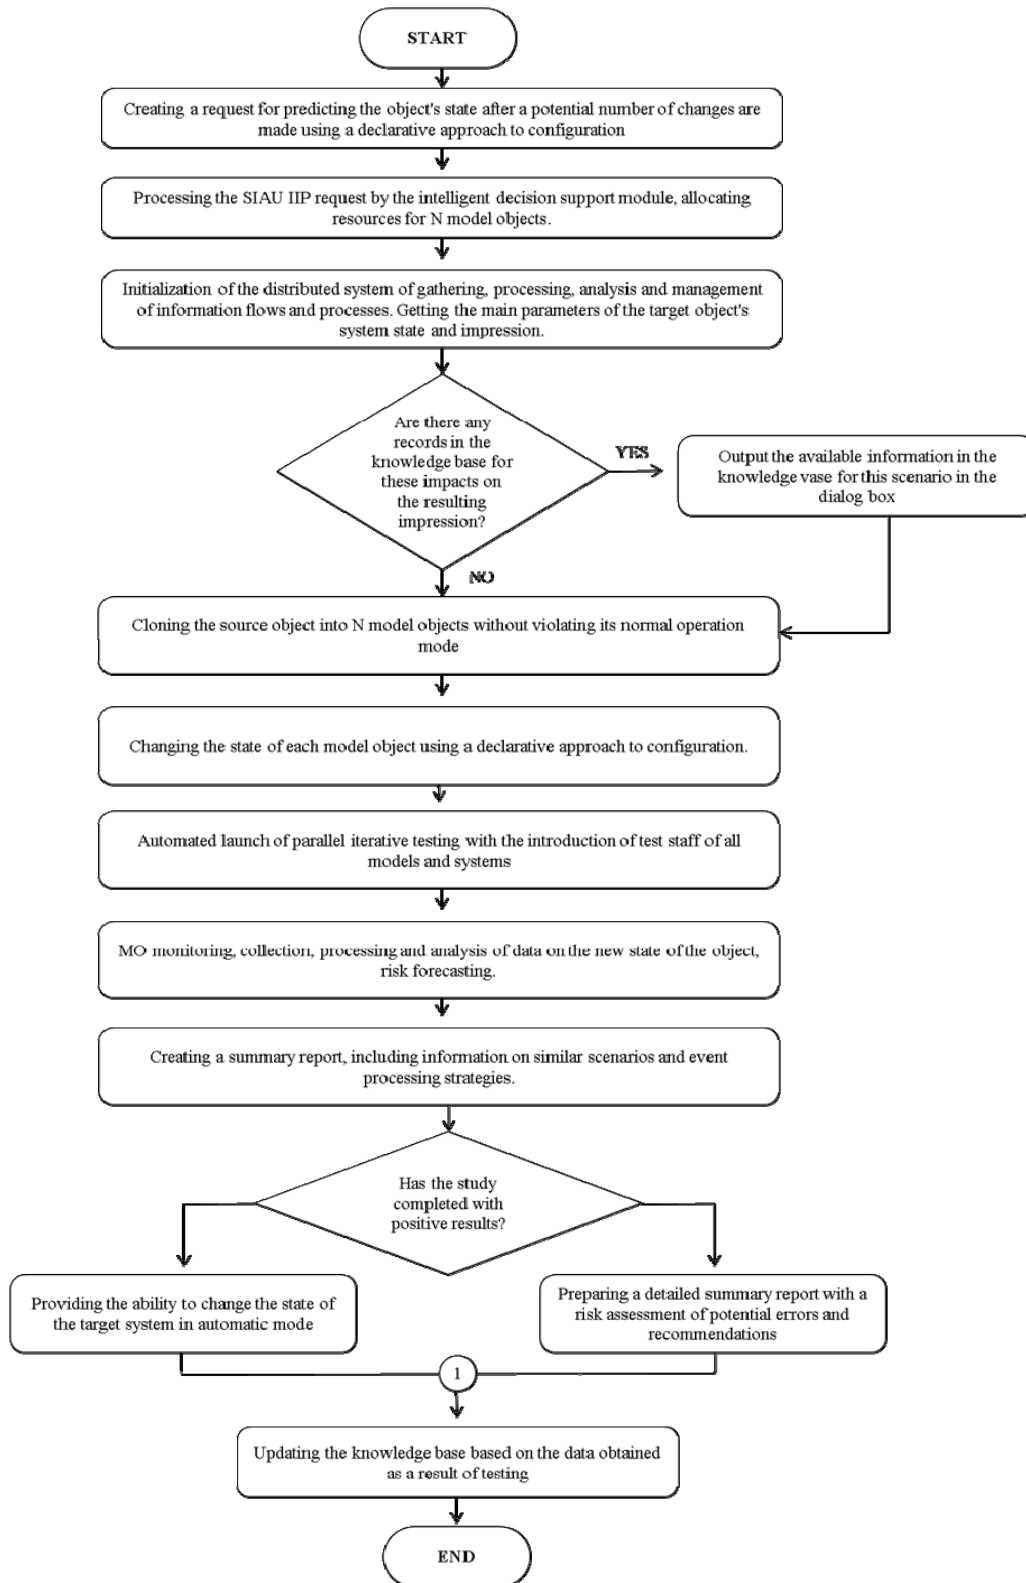 START
Creating a request for predicting the object's state after a potential number of changes are
made using a declarative approach to configuration
Processing the SIAU IIP request by the intelligent decision support module, allocating
resources for N model objects.
Initialization of the distributed system of gathering, processing, analysis and management
of information flows and processes. Getting the main parameters of the target object's
system state and impression.
Are there any
records in the
knowledge base for
these impacts on
the resulting
impression?
YES
Output the available information in the
knowledge vase for this scenario in the
dialog box
NO
Cloning the source object into N model objects without violating its normal operation
mode
Changing the state of each model object using a declarative approach to configuration.
Automated launch of parallel iterative testing with the introduction of test staff of all
models and systems
MO monitoring, collection, processing and analysis of data on the new state of the object,
risk forecasting.
Creating a summary report, including information on similar scenarios and event
processing strategies.
Has the study
completed with
positive results?
Providing the ability to change the state of
the target system in automatic mode
Preparing a detailed summary report with a
risk assessment of potential errors and
recommendations
1
Updating the knowledge base based on the data obtained
as a result of testing
END